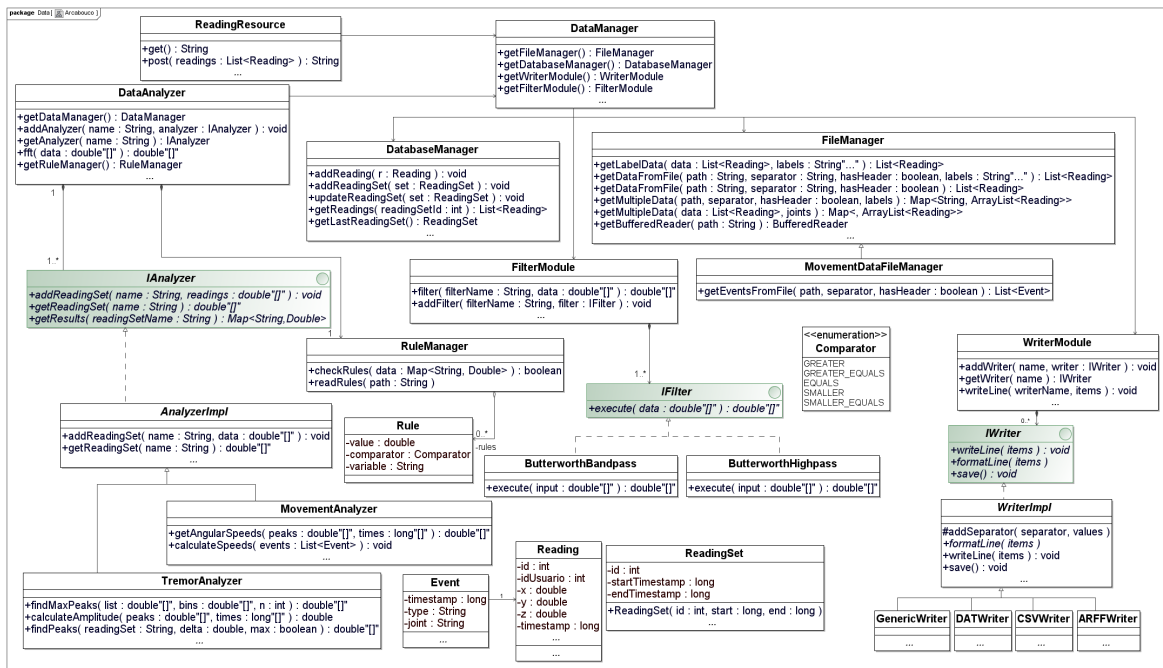 package Data[ Arcabouco ]
ReadingResource
+get() : String
+post( readings : List<Reading> ) : String
...
DataManager
+getFileManager() : FileManager
+getDatabaseManager() : DatabaseManager
+getWriterModule() : WriterModule
+getFilterModule() : FilterModule
...
DataAnalyzer
+getDataManager() : DataManager
+addAnalyzer( name : String, analyzer : IAnalyzer ) : void
+getAnalyzer( name : String ) : IAnalyzer
+fft( data : double"[]" ) : double"[]"
+getRuleManager() : RuleManager
...
DatabaseManager
+addReading( r : Reading ) : void
+addReadingSet( set : ReadingSet ) : void
+updateReadingSet( set : ReadingSet ) : void
+getReadings( readingSetId : int ) : List<Reading>
+getLastReadingSet() : ReadingSet
...
FileManager
+getLabelData( data : List<Reading>, labels : String"..." ) : List<Reading>
+getDataFromFile( path : String, separator : String, hasHeader : boolean, labels : String"..." ) : List<Reading>
+getDataFromFile( path : String, separator : String, hasHeader : boolean ) : List<Reading>
+getMultipleData( path, separator, hasHeader : boolean, labels ) : Map<String, ArrayList<Reading>>
+getMultipleData( data : List<Reading>, joints ) : Map<, ArrayList<Reading>>
+getBufferedReader( path : String ) : BufferedReader
...
1
1..*
IAnalyzer
+addReadingSet( name : String, readings : double"[]" ) : void
+getReadingSet( name : String ) : double"[]"
+getResults( readingSetName : String ) : Map<String,Double>
1
FilterModule
+filter( filterName : String, data : double"[]" ) : double"[]"
+addFilter( filterName : String, filter : IFilter ) : void
...
MovementDataFileManager
+getEventsFromFile( path, separator, hasHeader : boolean ) : List<Event>
RuleManager
+checkRules( data : Map<String, Double> ) : boolean
+readRules( path : String )
<<enumeration>>
Comparator
GREATER
GREATER_EQUALS
EQUALS
SMALLER
SMALLER_EQUALS
WriterModule
+addWriter( name, writer : IWriter ) : void
+getWriter( name ) : IWriter
+writeLine( writerName, items ) : void
...
1..*
IFilter
+execute( data : double"[]" ) : double"[]"
0..*
IWriter
+writeLine( items ) : void
+formatLine( items )
+save() : void
AnalyzerImpl
+addReadingSet( name : String, data : double"[]" ) : void
+getReadingSet( name : String ) : double"[]"
...
Rule
-value : double
-comparator : Comparator
-variable : String
0..*
-rules
ButterworthBandpass
+execute( input : double"[]" ) : double"[]"
ButterworthHighpass
+execute( input : double"[]" ) : double"[]"
MovementAnalyzer
+getAngularSpeeds( peaks : double"[]", times : long"[]" ) : double"[]"
+calculateSpeeds( events : List<Event> ) : void
...
WriterImpl
#addSeparator( separator, values )
+formatLine( items )
+writeLine( items ) : void
+save() : void
...
TremorAnalyzer
+findMaxPeaks( list : double"[]", bins : double"[]", n : int ) : double"[]"
+calculateAmplitude( peaks : double"[]", times : long"[]" ) : double
+findPeaks( readingSet : String, delta : double, max : boolean ) : double"[]"
...
Event
-timestamp : long
-type : String
-joint : String
...
1
Reading
-id : int
-idUsuario : int
-x : double
-y : double
-z : double
-timestamp : long
...
...
ReadingSet
-id : int
-startTimestamp : long
-endTimestamp : long
+ReadingSet( id : int, start : long, end : long )
...
GenericWriter
...
DATWriter
...
CSVWriter
...
ARFFWriter
...